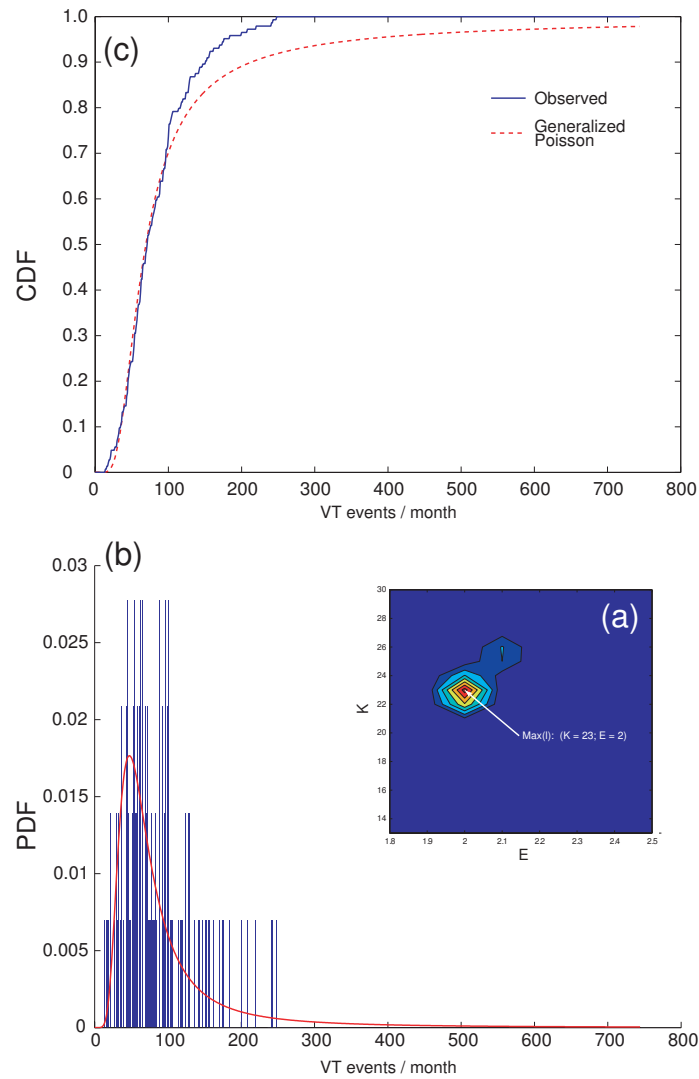 (c)
1.0
0.9
0.8
0.7
0.6
0.5
0.4
0.3
0.2
0.1
0
CDF
Observed
Generalized
Poisson
0 100 200 300 400 500 600 700 800
VT events / month
(b)
0.03
0.025
0.02
0.015
0.01
0.005
0
PDF
0 100 200 300 400 500 600 700 800
VT events / month
(a)
30
28
26
24
22
20
18
16
14
K
Max(l): (K = 23; E = 2)
1.8 1.9 2 2.1 2.2 2.3 2.4 2.5
E